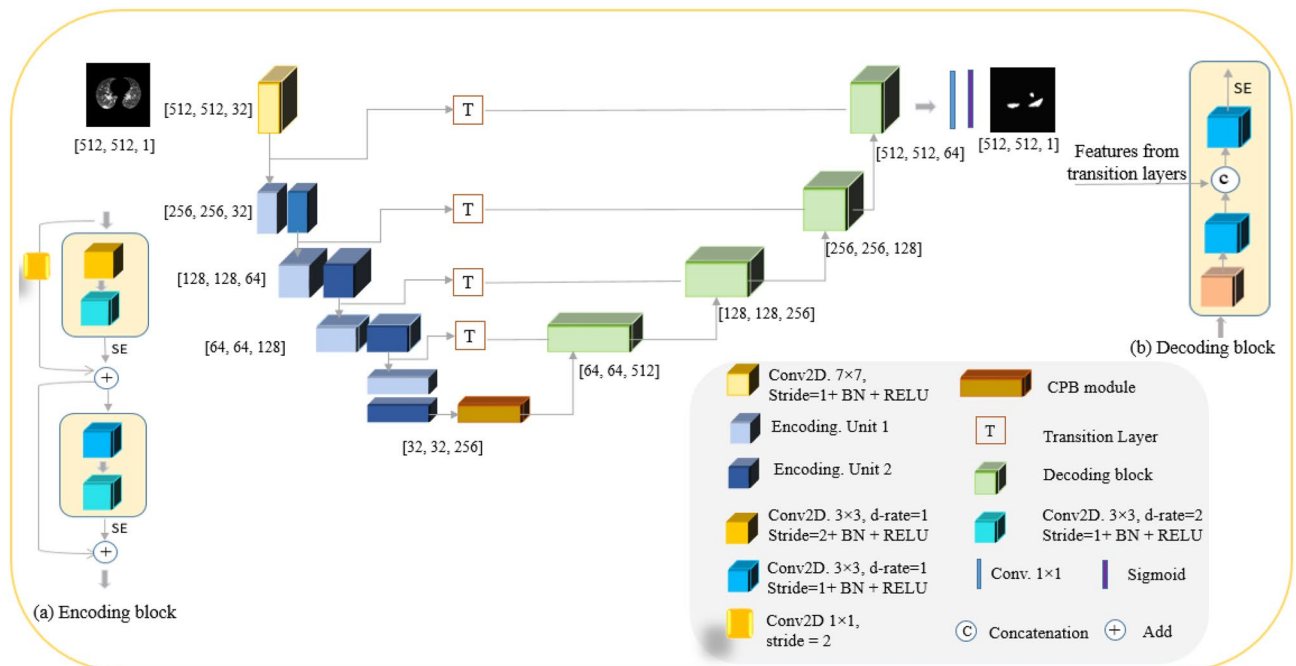 [512, 512, 1]
[512, 512, 32]
T
[512, 512, 64]
[512, 512, 1]
[256, 256, 32]
T
[256, 256, 128]
[128, 128, 64]
T
[128, 128, 256]
[64, 64, 128]
T
[64, 64, 512]
[32, 32, 256]
SE
+
SE
+
(a) Encoding block
SE
Features from
transition layers
C
(b) Decoding block
Conv2D. 7×7,
Stride=1+ BN + RELU
Encoding. Unit 1
Encoding. Unit 2
Conv2D. 3×3, d-rate=1
Stride=2+ BN + RELU
Conv2D. 3×3, d-rate=1
Stride=1+ BN + RELU
Conv2D 1×1,
stride = 2
CPB module
T
Transition Layer
Decoding block
Conv2D. 3×3, d-rate=2
Stride=1+ BN + RELU
Conv. 1×1
Sigmoid
C
Concatenation
+
Add